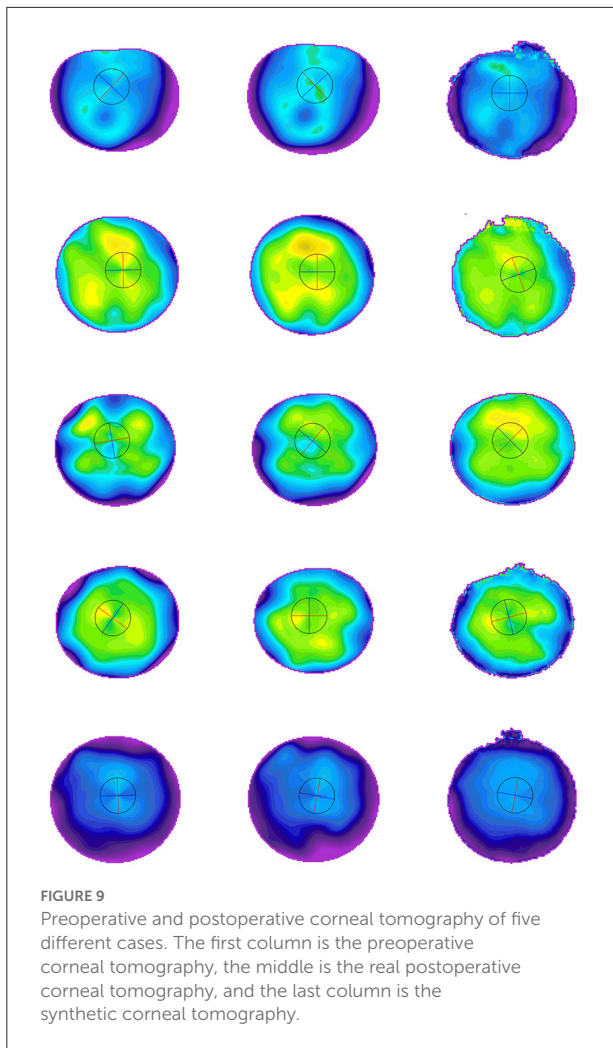 FIGURE 9
Preoperative and postoperative corneal tomography of five
different cases. The first column is the preoperative
corneal tomography, the middle is the real postoperative
corneal tomography, and the last column is the
synthetic corneal tomography.